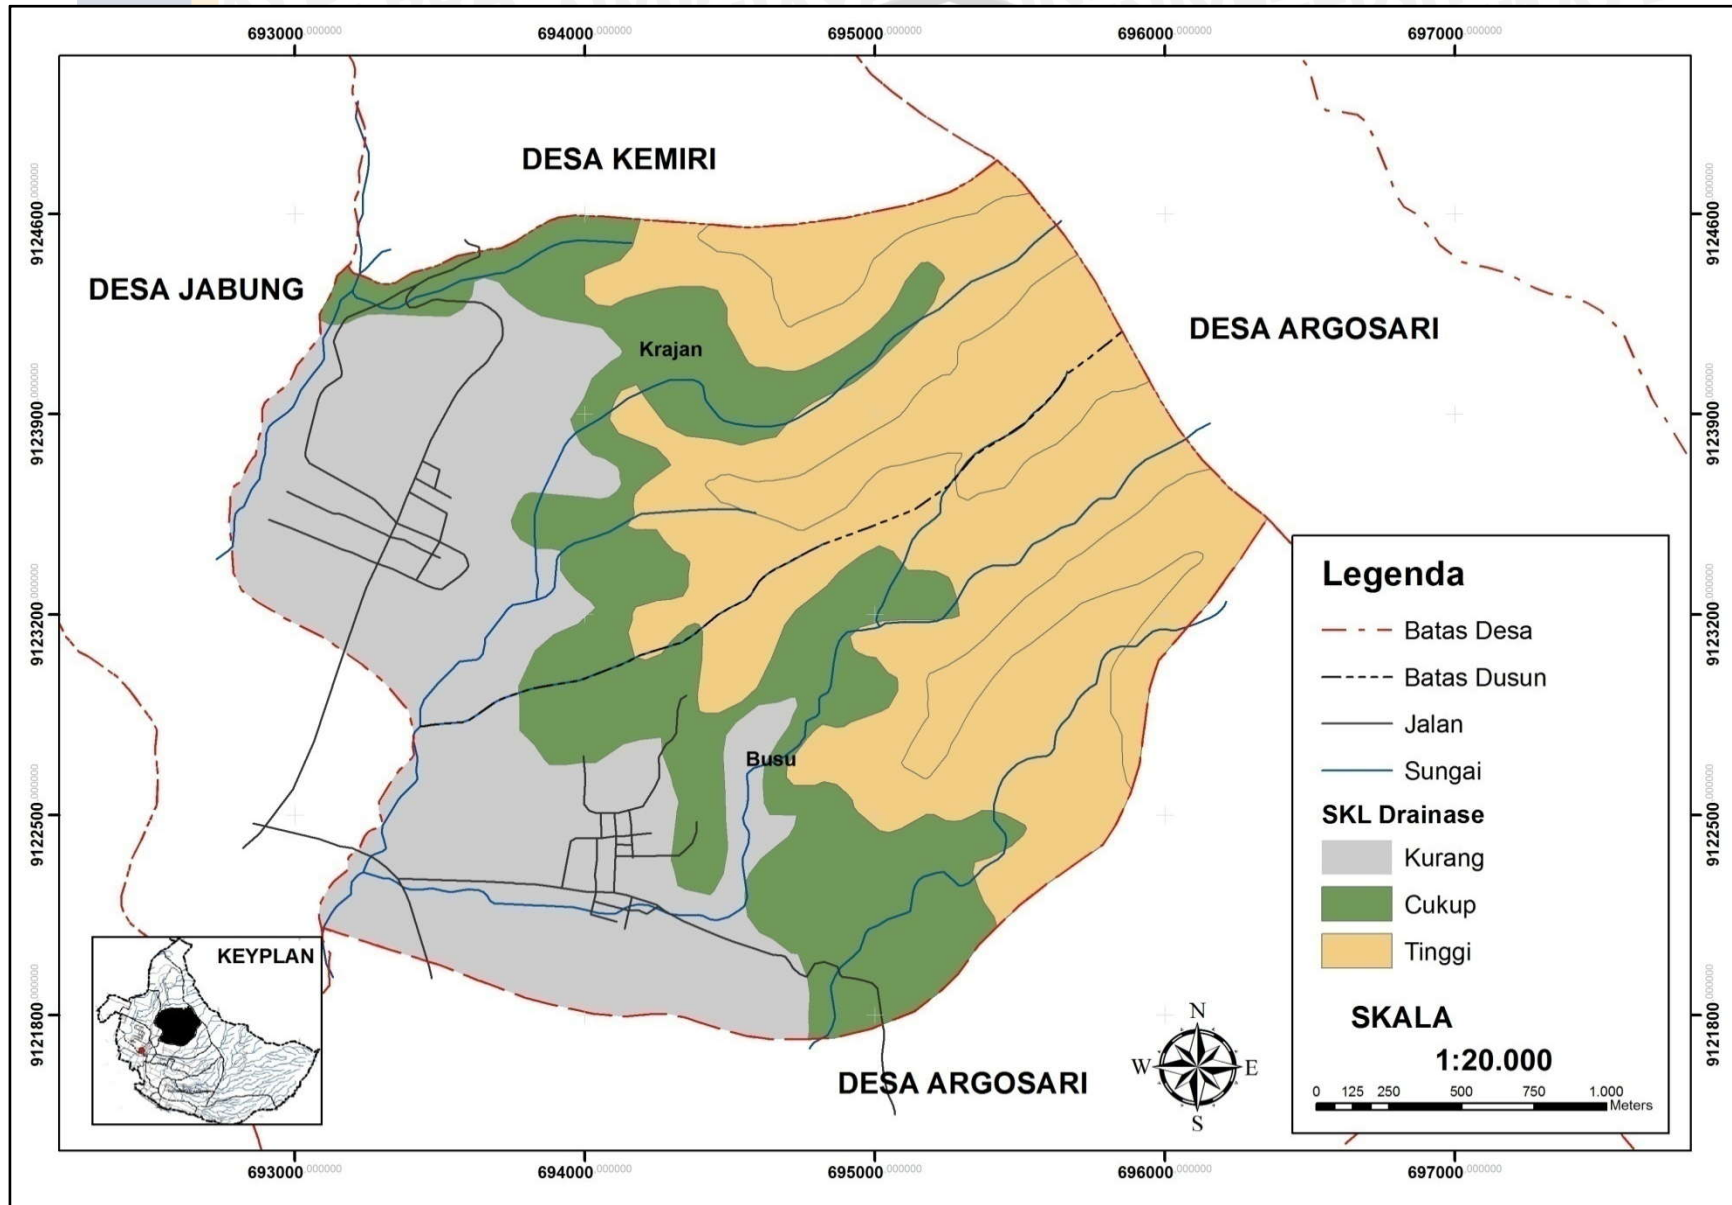 693000.000000
694000.000000
695000.000000
696000.000000
697000.000000
9124600.000000
9123900.000000
9123200.000000
9122500.000000
9121800.000000
DESA KEMIRI
DESA JABUNG
DESA ARGOSARI
Krajan
Busu
DESA ARGOSARI
KEYPLAN
N
W
E
S
Legenda
Batas Desa
Batas Dusun
Jalan
Sungai
SKL Drainase
Kurang
Cukup
Tinggi
SKALA
1:20.000
0 125 250 500 750 1.000
Meters
9124600.000000
9123900.000000
9123200.000000
9122500.000000
9121800.000000
693000.000000
694000.000000
695000.000000
696000.000000
697000.000000